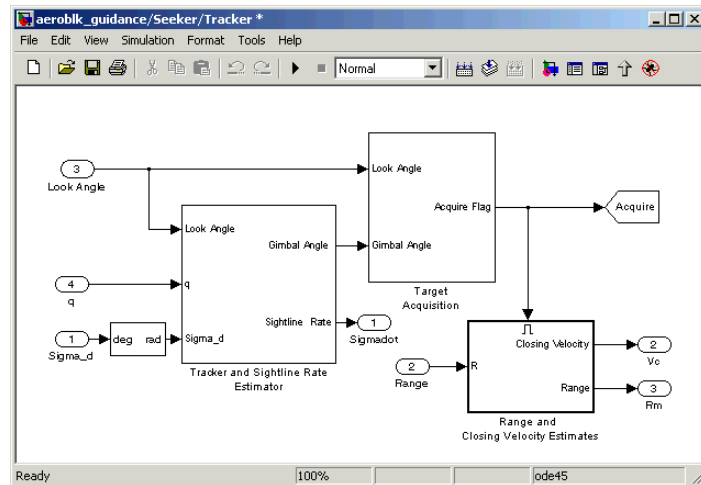 aeroblk_guidance/Seeker/Tracker *
File Edit View Simulation Format Tools Help
Normal
3
Look Angle
Look Angle
Acquire Flag
Acquire
Gimbal Angle
Target
Acquisition
Look Angle
Gimbal Angle
4
q
q
Sightline Rate
1
Sigmadot
1
Sigma_d
deg rad
Sigma_d
Tracker and Sightline Rate
Estimator
2
Range
R
Closing Velocity
2
Vc
Range
3
Rm
Range and
Closing Velocity Estimates
Ready 100% ode45